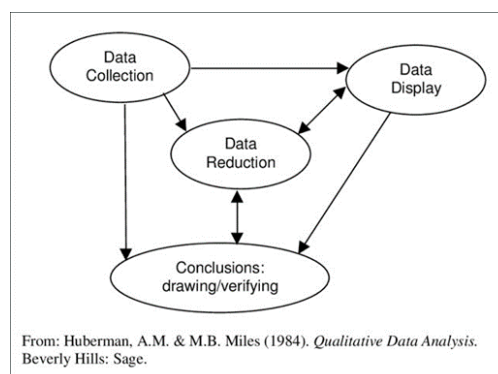 Data
Collection
Data
Display
Data
Reduction
Conclusions:
drawing/verifying
From: Huberman, A.M. & M.B. Miles (1984). Qualitative Data Analysis.
Beverly Hills: Sage.